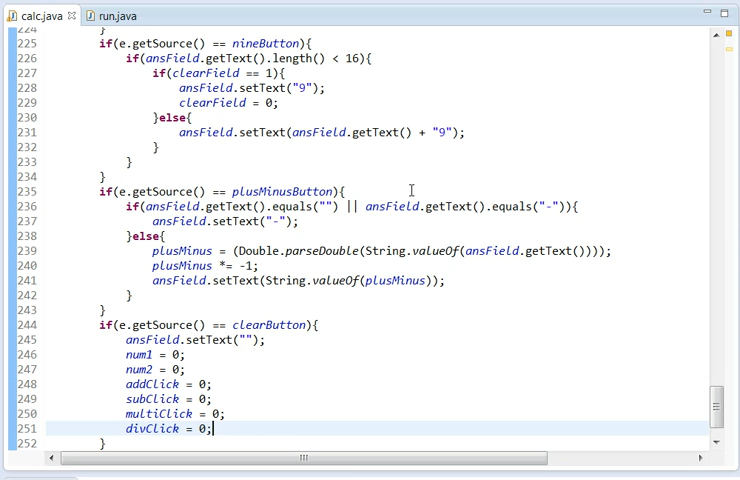 calc.java run.java
224 }
225 if(e.getSource() == nineButton){
226 if(ansField.getText().length() < 16){
227 if(clearField == 1){
228 ansField.setText("9");
229 clearField = 0;
230 }else{
231 ansField.setText(ansField.getText() + "9");
232 }
233 }
234 }
235 if(e.getSource() == plusMinusButton){
236 if(ansField.getText().equals("") || ansField.getText().equals("-")){
237 ansField.setText("-");
238 }else{
239 plusMinus = (Double.parseDouble(String.valueOf(ansField.getText())));
240 plusMinus *= -1;
241 ansField.setText(String.valueOf(plusMinus));
242 }
243 }
244 if(e.getSource() == clearButton){
245 ansField.setText("");
246 num1 = 0;
247 num2 = 0;
248 addClick = 0;
249 subClick = 0;
250 multiClick = 0;
251 divClick = 0;
252 }